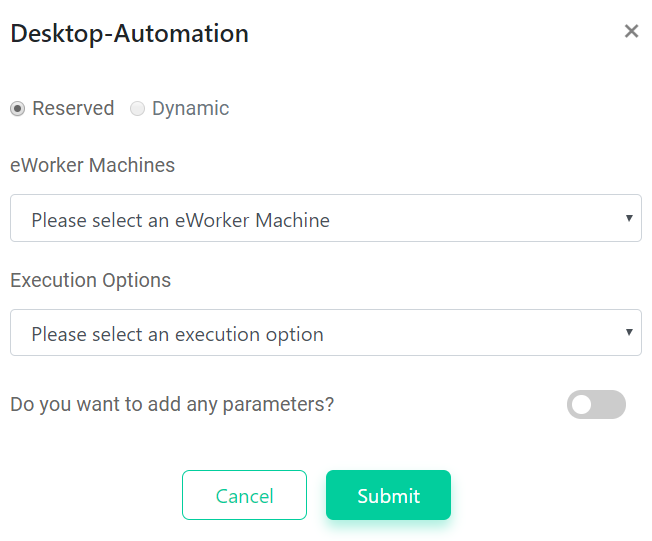 Desktop-Automation
Reserved Dynamic
eWorker Machines
Please select an eWorker Machine
Execution Options
Please select an execution option
Do you want to add any parameters?
Cancel Submit